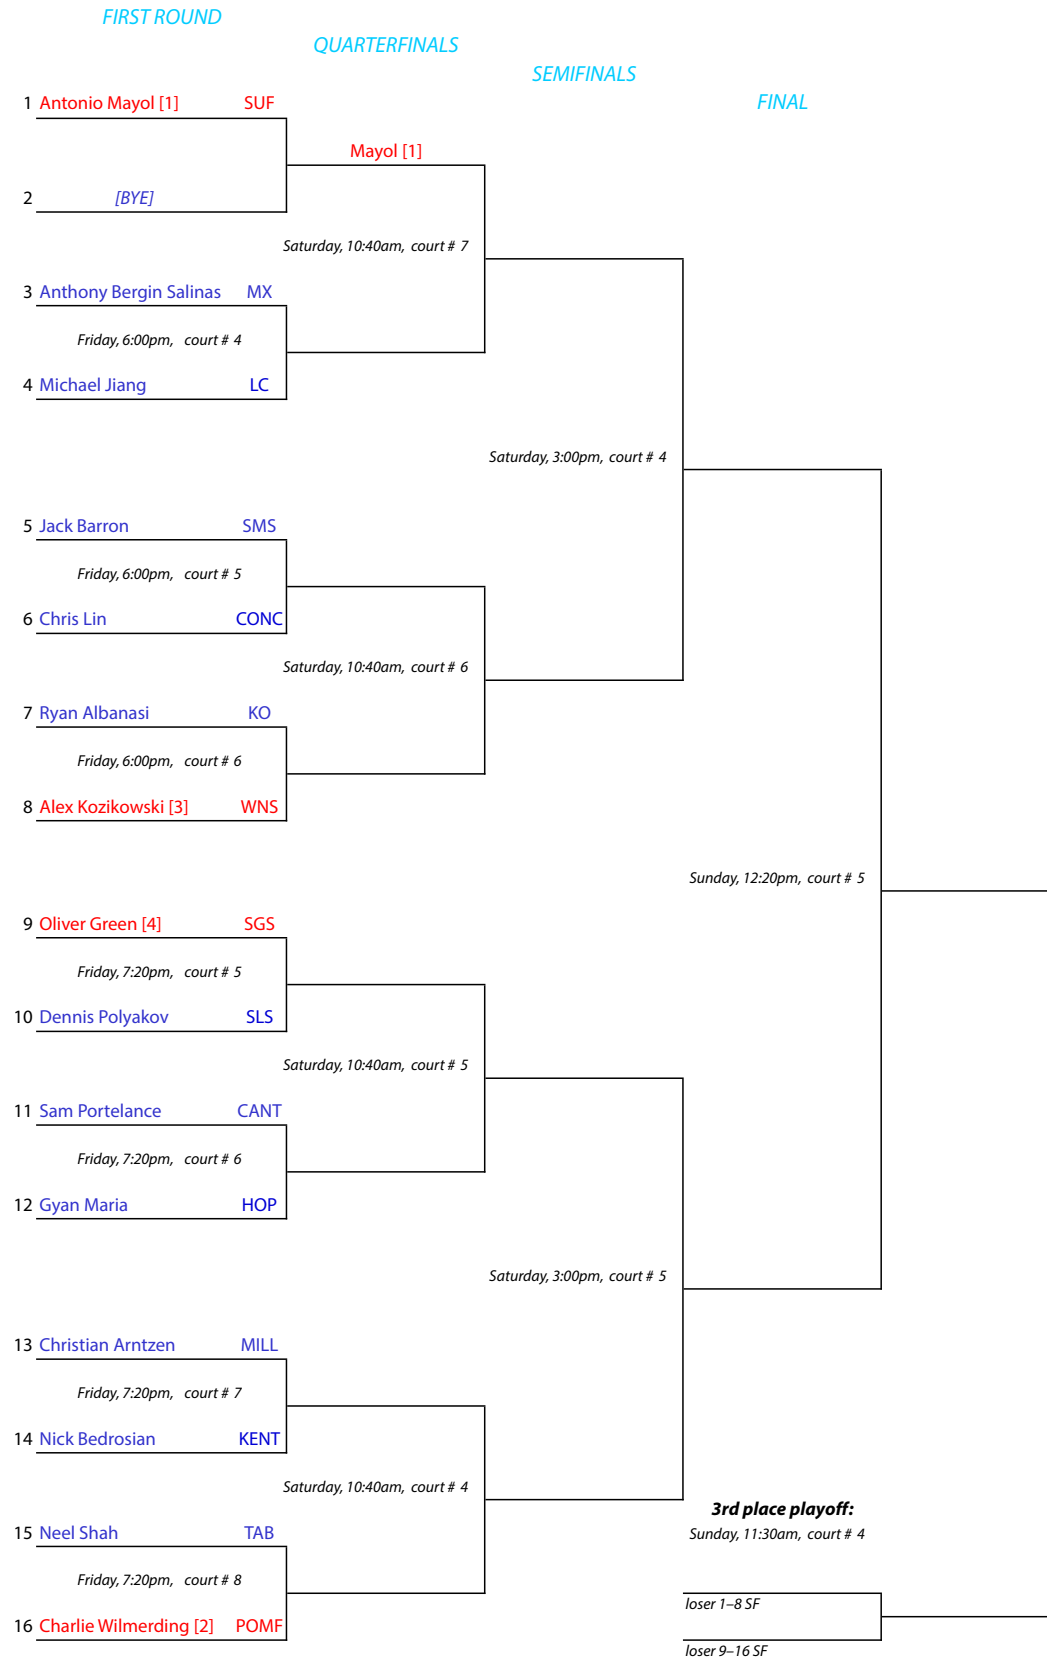 FIRST ROUND
QUARTERFINALS
SEMIFINALS
FINAL
1 Antonio Mayol [1] SUF
Mayol [1]
2 [BYE]
Saturday, 10:40am, court # 7
3 Anthony Bergin Salinas MX
Friday, 6:00pm, court # 4
4 Michael Jiang LC
Saturday, 3:00pm, court # 4
5 Jack Barron SMS
Friday, 6:00pm, court # 5
6 Chris Lin CONC
Saturday, 10:40am, court # 6
7 Ryan Albanasi KO
Friday, 6:00pm, court # 6
8 Alex Kozikowski [3] WNS
Sunday, 12:20pm, court # 5
9 Oliver Green [4] SGS
Friday, 7:20pm, court # 5
10 Dennis Polyakov SLS
Saturday, 10:40am, court # 5
11 Sam Portelance CANT
Friday, 7:20pm, court # 6
12 Gyan Maria HOP
Saturday, 3:00pm, court # 5
13 Christian Arntzen MILL
Friday, 7:20pm, court # 7
14 Nick Bedrosian KENT
Saturday, 10:40am, court # 4
3rd place playoff:
15 Neel Shah TAB
Sunday, 11:30am, court # 4
Friday, 7:20pm, court # 8
loser 1–8 SF
16 Charlie Wilmerding [2] POMF
loser 9–16 SF